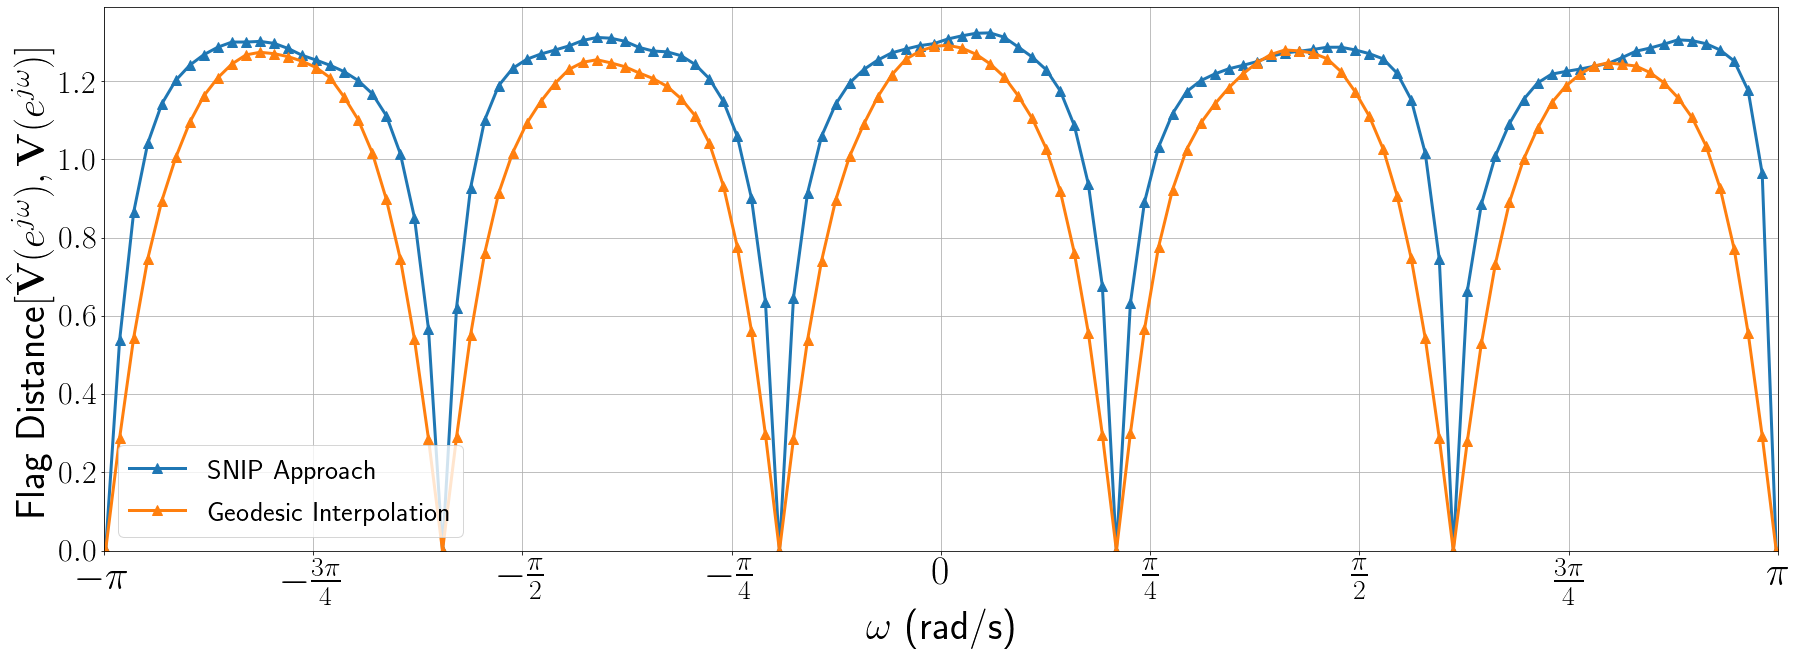 Flag Distance[V̂(e^{jω}), V(e^{jω})]
1.2
1.0
0.8
0.6
0.4
0.2
0.0
SNIP Approach
Geodesic Interpolation
−π −3π/4 −π/2 −π/4 0 π/4 π/2 3π/4 π
ω (rad/s)